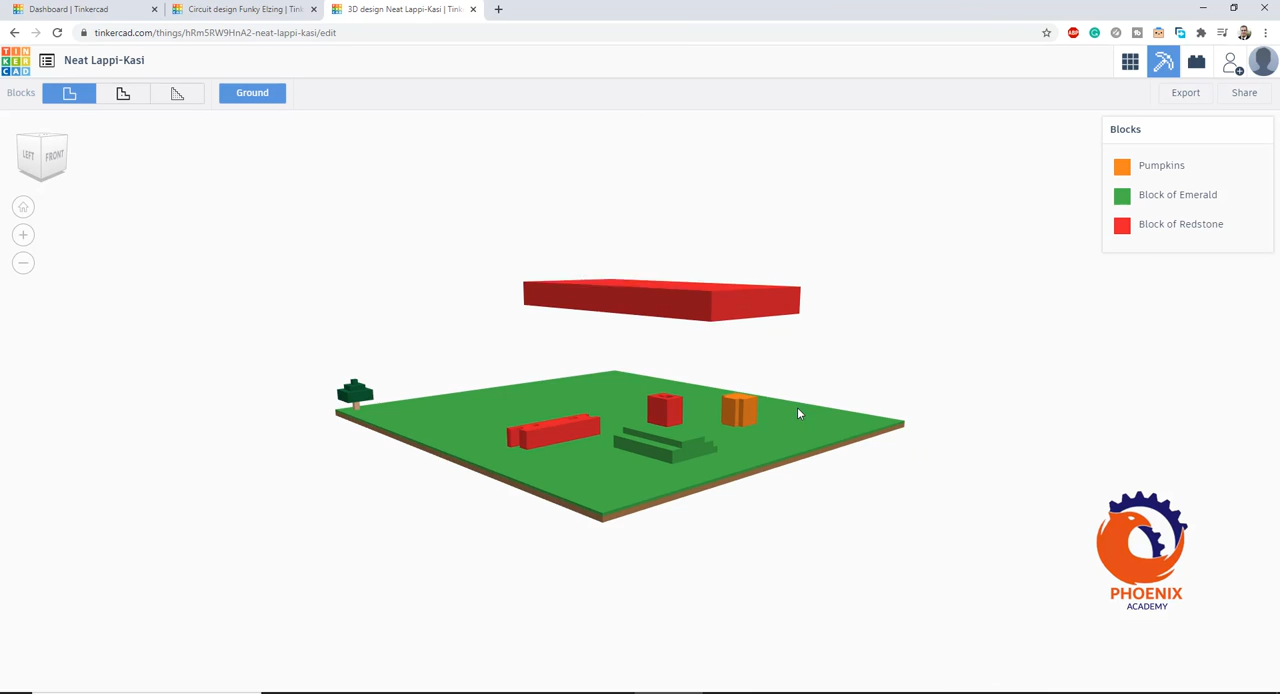 Dashboard | Tinkercad
Circuit design Funky Elzing | Tink
3D design Neat Lappi-Kasi | Tink
tinkercad.com/things/hRm5RW9HnA2-neat-lappi-kasi/edit
ABP
TIN
KER
CAD
Neat Lappi-Kasi
Blocks
Ground
Export
Share
LEFT
FRONT
Blocks
Pumpkins
Block of Emerald
Block of Redstone
PHOENIX
ACADEMY